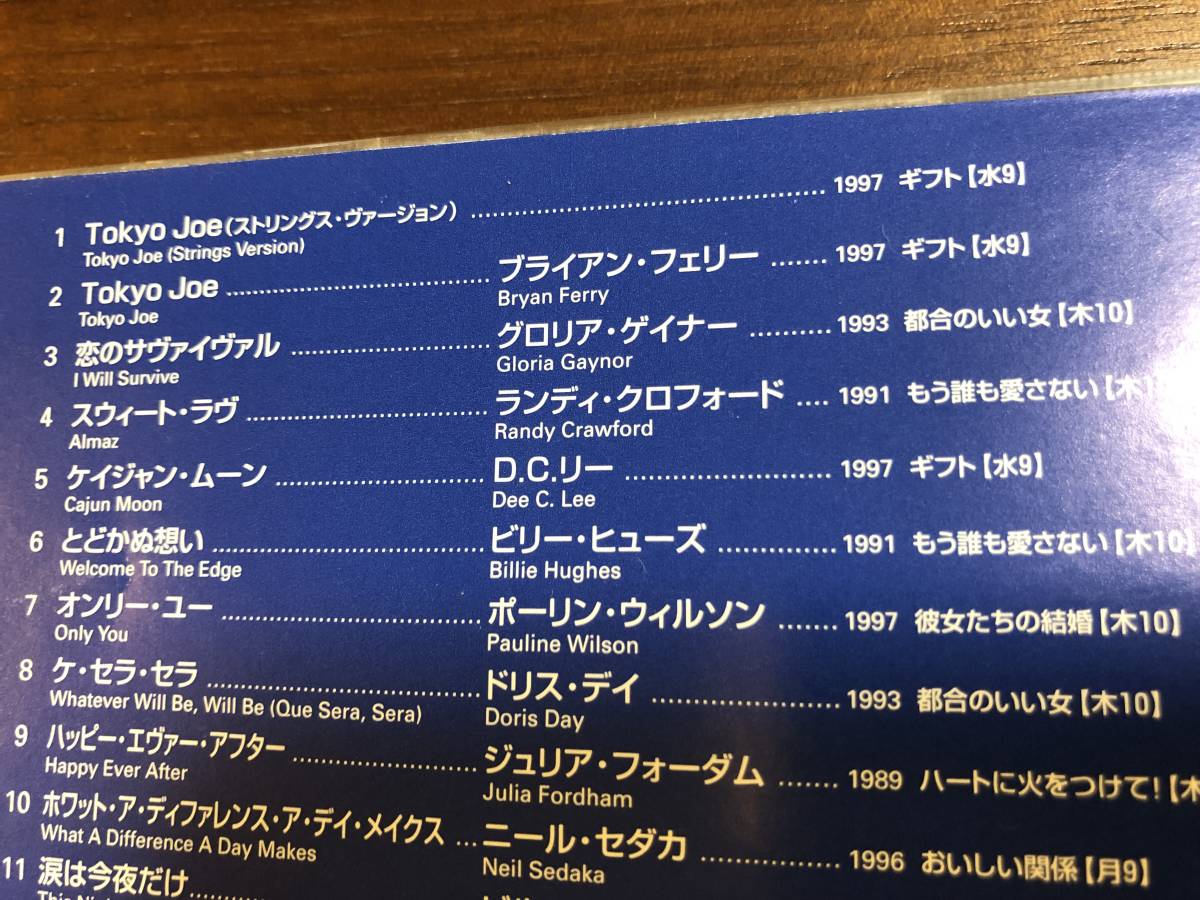 1 Tokyo Joe(ストリングス・ヴァージョン) ........ 1997 ギフト【水9】
Tokyo Joe (Strings Version)
2 Tokyo Joe ........ ブライアン・フェリー ....... 1997 ギフト【水9】
Tokyo Joe Bryan Ferry
3 恋のサヴァイヴァル ........ グロリア・ゲイナー .......... 1993 都合のいい女【木10】
I Will Survive Gloria Gaynor
4 スウィート・ラヴ ........ ランディ・クロフォード .... 1991 もう誰も愛さない【木1
Almaz Randy Crawford
5 ケイジャン・ムーン ........ D.C.リー ........ 1997 ギフト【水9】
Cajun Moon Dee C. Lee
6 とどかぬ想い ........ ビリー・ヒューズ ........ 1991 もう誰も愛さない【木10】
Welcome To The Edge Billie Hughes
7 オンリー・ユー ........ ポーリン・ウィルソン ....... 1997 彼女たちの結婚【木10】
Only You Pauline Wilson
8 ケ・セラ・セラ ........ ドリス・デイ ........ 1993 都合のいい女【木10】
Whatever Will Be, Will Be (Que Sera, Sera) Doris Day
9 ハッピー・エヴァー・アフター ........ ジュリア・フォーダム ....... 1989 ハートに火をつけて!【木
Happy Ever After Julia Fordham
10 ホワット・ア・ディファレンス・ア・デイ・メイクス ... ニール・セダカ ........ 1996 おいしい関係【月9】
What A Difference A Day Makes Neil Sedaka
11 涙は今夜だけ ........